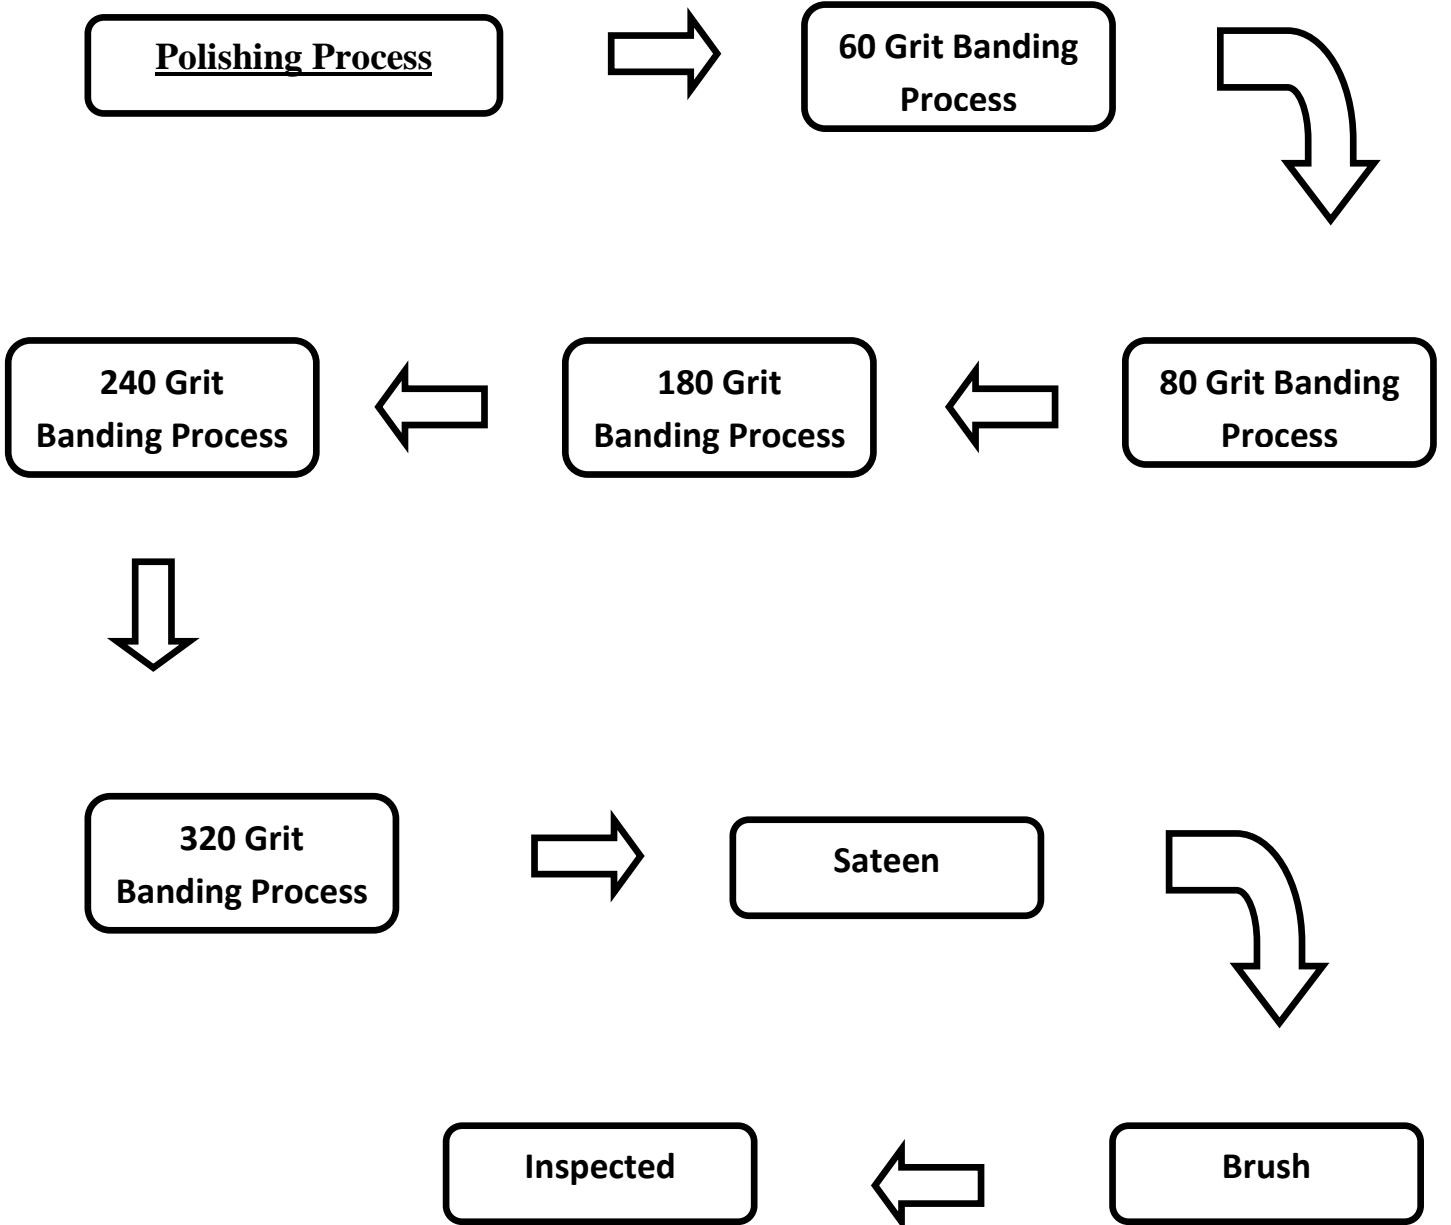 Polishing Process
60 Grit Banding
Process
80 Grit Banding
Process
180 Grit
Banding Process
240 Grit
Banding Process
320 Grit
Banding Process
Sateen
Brush
Inspected